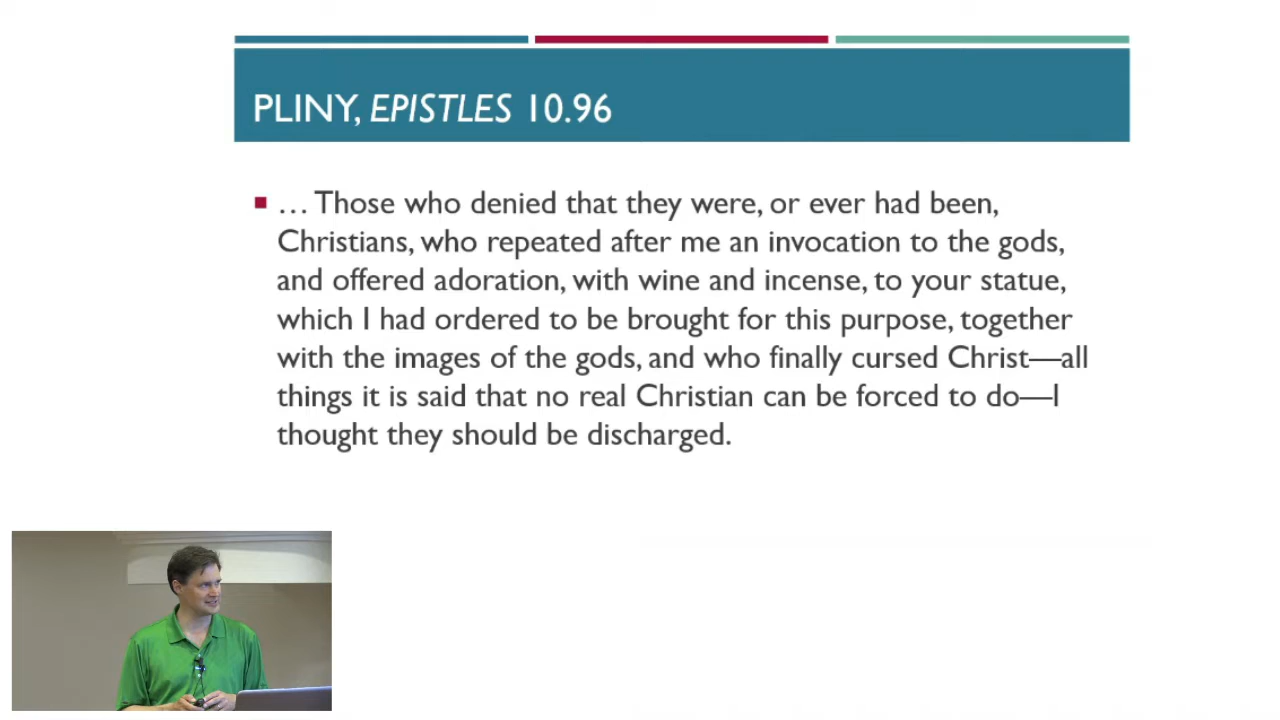 PLINY, EPISTLES 10.96
… Those who denied that they were, or ever had been,
Christians, who repeated after me an invocation to the gods,
and offered adoration, with wine and incense, to your statue,
which I had ordered to be brought for this purpose, together
with the images of the gods, and who finally cursed Christ—all
things it is said that no real Christian can be forced to do—I
thought they should be discharged.